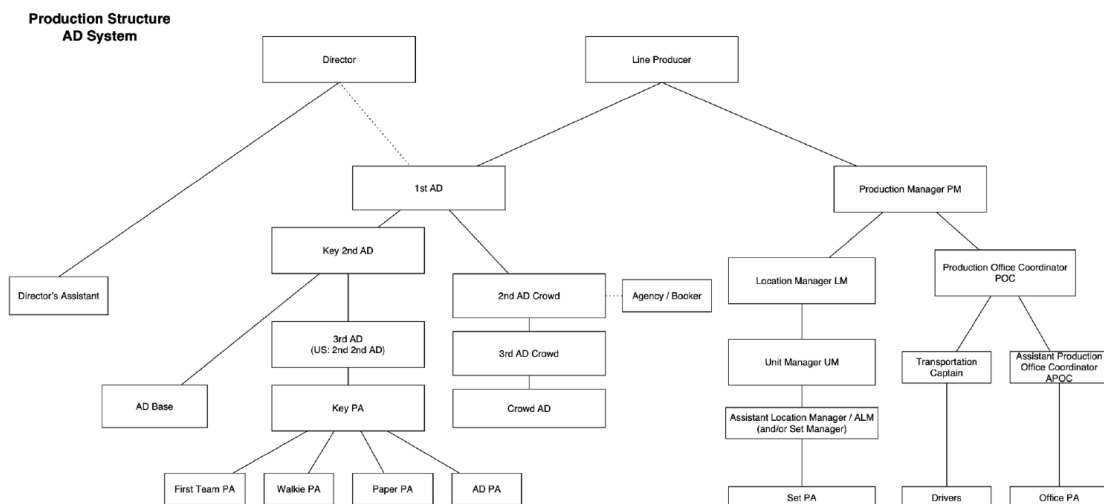 Production Structure
AD System
Director
Line Producer
1st AD
Production Manager PM
Key 2nd AD
Director's Assistant
2nd AD Crowd
Agency / Booker
Location Manager LM
Production Office Coordinator
POC
3rd AD
(US: 2nd 2nd AD)
3rd AD Crowd
Unit Manager UM
Transportation
Captain
Assistant Production
Office Coordinator
APOC
AD Base
Key PA
Crowd AD
Assistant Location Manager / ALM
(and/or Set Manager)
First Team PA
Walkie PA
Paper PA
AD PA
Set PA
Drivers
Office PA